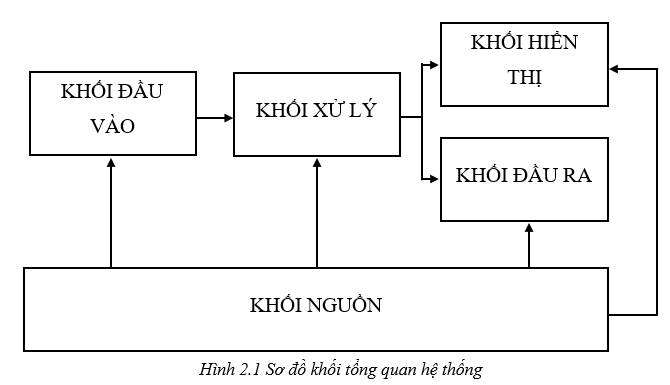 KHỐI HIỂN
THỊ
KHỐI ĐẦU
VÀO
KHỐI XỬ LÝ
KHỐI ĐẦU RA
KHỐI NGUỒN
Hình 2.1 Sơ đồ khối tổng quan hệ thống